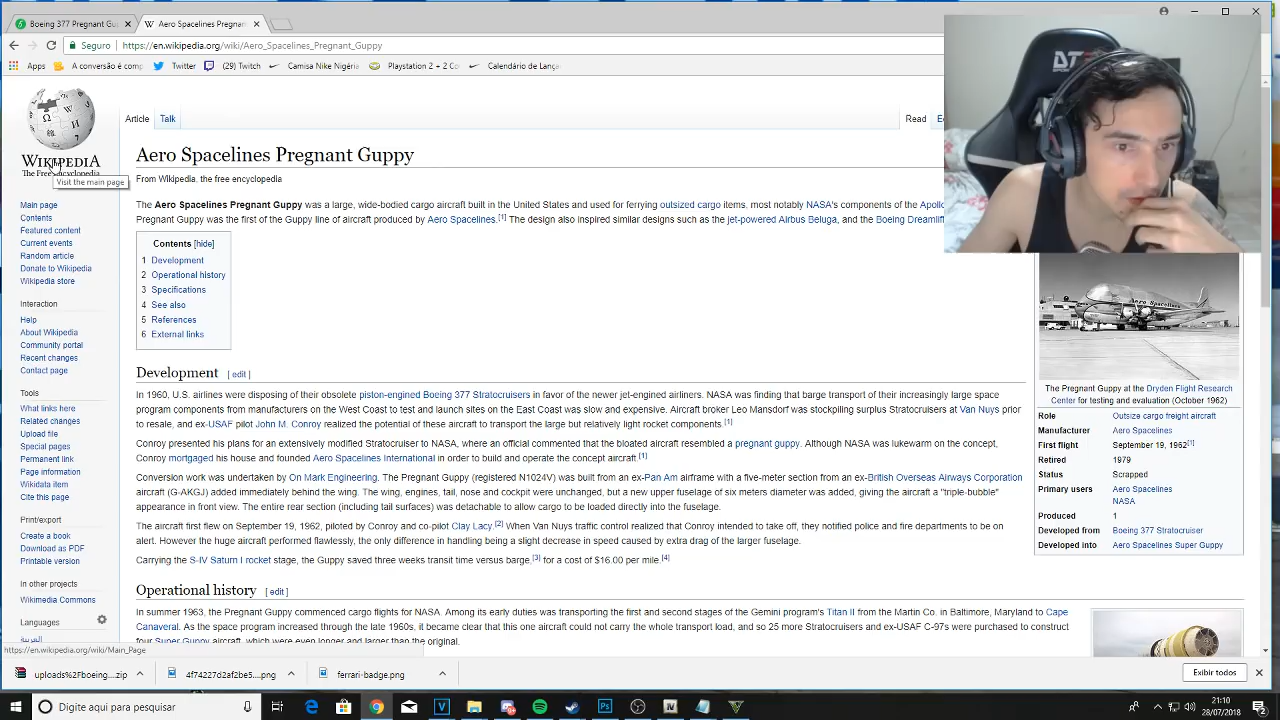 Boeing 377 Pregnant Gu
Aero Spacelines Pregnant
Seguro
https://en.wikipedia.org/wiki/Aero_Spacelines_Pregnant_Guppy
Apps
A conversão é comp
Twitter
(29) Twitch
Camisa Nike Nigéria
Playstation 2 + 2 Co
Calendário de Lança
WIKIPEDIA
The Free Encyclopedia
Visit the main page
Main page
Contents
Featured content
Current events
Random article
Donate to Wikipedia
Wikipedia store
Interaction
Help
About Wikipedia
Community portal
Recent changes
Contact page
Tools
What links here
Related changes
Upload file
Special pages
Permanent link
Page information
Wikidata item
Cite this page
Print/export
Create a book
Download as PDF
Printable version
In other projects
Wikimedia Commons
Languages
العربية
Article
Talk
Read
Aero Spacelines Pregnant Guppy
From Wikipedia, the free encyclopedia
The Aero Spacelines Pregnant Guppy was a large, wide-bodied cargo aircraft built in the United States and used for ferrying outsized cargo items, most notably NASA's components of the Apollo
Pregnant Guppy was the first of the Guppy line of aircraft produced by Aero Spacelines.[1] The design also inspired similar designs such as the jet-powered Airbus Beluga, and the Boeing Dreamlif
Contents [hide]
1 Development
2 Operational history
3 Specifications
4 See also
5 References
6 External links
Development [ edit ]
In 1960, U.S. airlines were disposing of their obsolete piston-engined Boeing 377 Stratocruisers in favor of the newer jet-engined airliners. NASA was finding that barge transport of their increasingly large space
program components from manufacturers on the West Coast to test and launch sites on the East Coast was slow and expensive. Aircraft broker Leo Mansdorf was stockpiling surplus Stratocruisers at Van Nuys prior
to resale, and ex-USAF pilot John M. Conroy realized the potential of these aircraft to transport the large but relatively light rocket components.[1]
Conroy presented his plans for an extensively modified Stratocruiser to NASA, where an official commented that the bloated aircraft resembled a pregnant guppy. Although NASA was lukewarm on the concept,
Conroy mortgaged his house and founded Aero Spacelines International in order to build and operate the concept aircraft.[1]
Conversion work was undertaken by On Mark Engineering. The Pregnant Guppy (registered N1024V) was built from an ex-Pan Am airframe with a five-meter section from an ex-British Overseas Airways Corporation
aircraft (G-AKGJ) added immediately behind the wing. The wing, engines, tail, nose and cockpit were unchanged, but a new upper fuselage of six meters diameter was added, giving the aircraft a "triple-bubble"
appearance in front view. The entire rear section (including tail surfaces) was detachable to allow cargo to be loaded directly into the fuselage.
The aircraft first flew on September 19, 1962, piloted by Conroy and co-pilot Clay Lacy.[2] When Van Nuys traffic control realized that Conroy intended to take off, they notified police and fire departments to be on
alert. However the huge aircraft performed flawlessly, the only difference in handling being a slight decrease in speed caused by extra drag of the larger fuselage.
Carrying the S-IV Saturn I rocket stage, the Guppy saved three weeks transit time versus barge,[3] for a cost of $16.00 per mile.[4]
Operational history [ edit ]
In summer 1963, the Pregnant Guppy commenced cargo flights for NASA. Among its early duties was transporting the first and second stages of the Gemini program's Titan II from the Martin Co. in Baltimore, Maryland to Cape
Canaveral. As the space program increased through the late 1960s, it became clear that this one aircraft could not carry the whole transport load, and so 25 more Stratocruisers and ex-USAF C-97s were purchased to construct
four Super Guppy aircraft, which were even longer and larger than the original.
Aero Spacelines
The Pregnant Guppy at the Dryden Flight Research
Center for testing and evaluation (October 1962)
Role Outsize cargo freight aircraft
Manufacturer Aero Spacelines
First flight September 19, 1962[1]
Retired 1979
Status Scrapped
Primary users Aero Spacelines
NASA
Produced 1
Developed from Boeing 377 Stratocruiser
Developed into Aero Spacelines Super Guppy
https://en.wikipedia.org/wiki/Main_Page
uploads%2Fboeing....zip
4f74227d2af2be5....png
ferrari-badge.png
Exibir todos
Digite aqui para pesquisar
21:10
28/07/2018